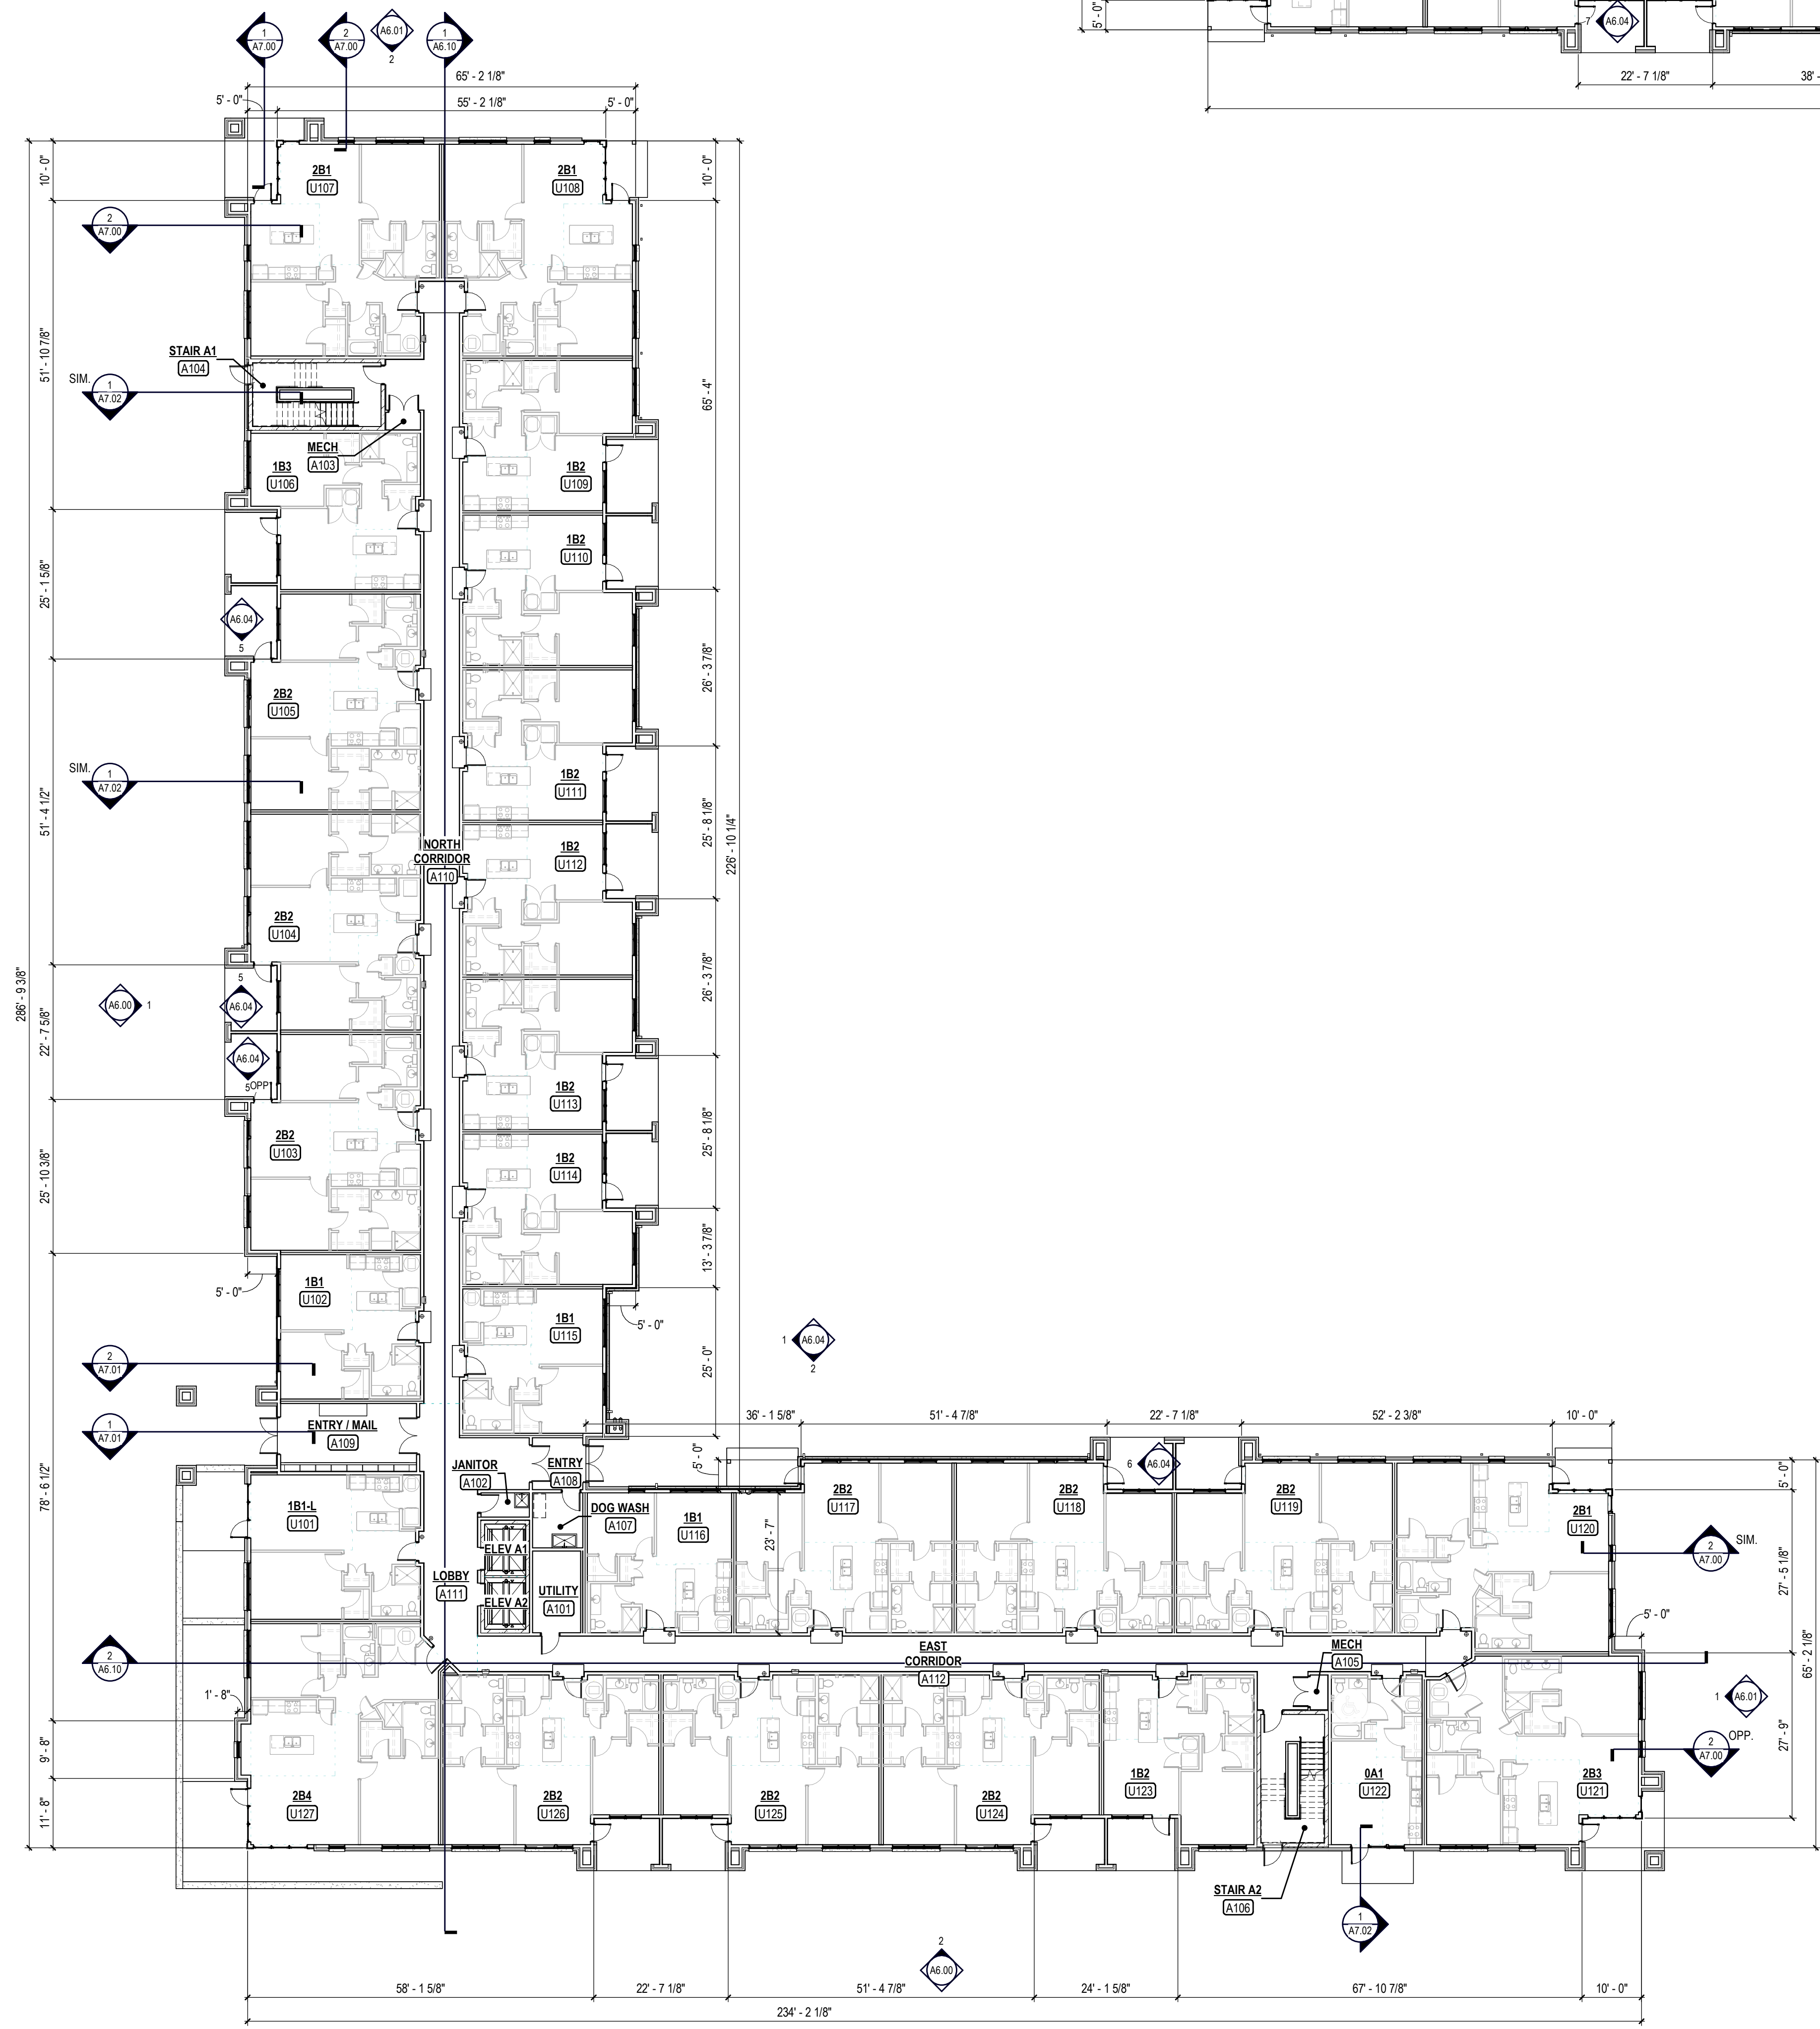 5' - 0"
7
A6.04
22' - 7 1/8"
38' -
1
A7.00
2
A7.00
A6.01
2
1
A6.10
65' - 2 1/8"
5' - 0"
55' - 2 1/8"
5' - 0"
10' - 0"
10' - 0"
2B1
U107
2B1
U108
2
A7.00
51' - 10 7/8"
STAIR A1
A104
SIM.
1
A7.02
65' - 4"
MECH
A103
1B3
U106
1B2
U109
1B2
U110
25' - 1 5/8"
A6.04
5
26' - 3 7/8"
2B2
U105
SIM.
1
A7.02
1B2
U111
51' - 4 1/2"
25' - 8 1/8"
226' - 10 1/4"
NORTH
CORRIDOR
A110
1B2
U112
2B2
U104
286' - 9 3/8"
26' - 3 7/8"
5
A6.00
1
A6.04
22' - 7 5/8"
A6.04
5
OPP
1B2
U113
2B2
U103
25' - 8 1/8"
1B2
U114
25' - 10 3/8"
13' - 3 7/8"
1B1
U102
5' - 0"
1B1
U115
5' - 0"
1
A6.04
2
25' - 0"
2
A7.01
36' - 1 5/8"
51' - 4 7/8"
22' - 7 1/8"
52' - 2 3/8"
10' - 0"
1
A7.01
ENTRY / MAIL
A109
JANITOR
A102
ENTRY
A108
5' - 0"
6
A6.04
5' - 0"
78' - 6 1/2"
1B1-L
U101
DOG WASH
A107
1B1
U116
2B2
U117
2B2
U118
2B2
U119
2B1
U120
23' - 7"
SIM.
2
A7.00
ELEV A1
LOBBY
A111
ELEV A2
UTILITY
A101
27' - 5 1/8"
5' - 0"
2
A6.10
EAST
CORRIDOR
A112
MECH
A105
65' - 2 1/8"
1' - 8"
1
A6.01
9' - 8"
OPP.
2
A7.00
27' - 9"
11' - 8"
2B4
U127
2B2
U126
2B2
U125
2B2
U124
1B2
U123
0A1
U122
2B3
U121
STAIR A2
A106
1
A7.02
2
A6.00
58' - 1 5/8"
22' - 7 1/8"
51' - 4 7/8"
24' - 1 5/8"
67' - 10 7/8"
10' - 0"
234' - 2 1/8"